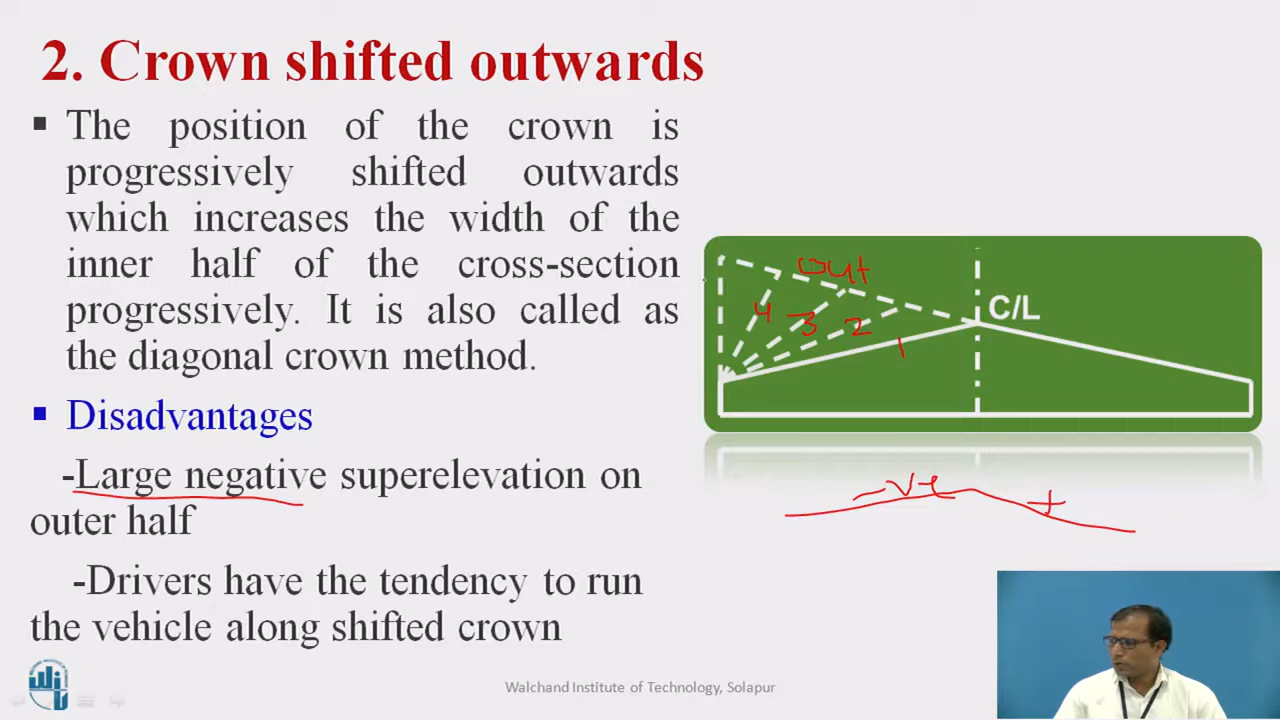 2. Crown shifted outwards
▪ The position of the crown is
progressively shifted outwards
which increases the width of the
inner half of the cross-section
progressively. It is also called as
the diagonal crown method.
▪ Disadvantages
-Large negative superelevation on
outer half
-Drivers have the tendency to run
the vehicle along shifted crown
out
4 3 2 1
C/L
-ve +
Walchand Institute of Technology, Solapur